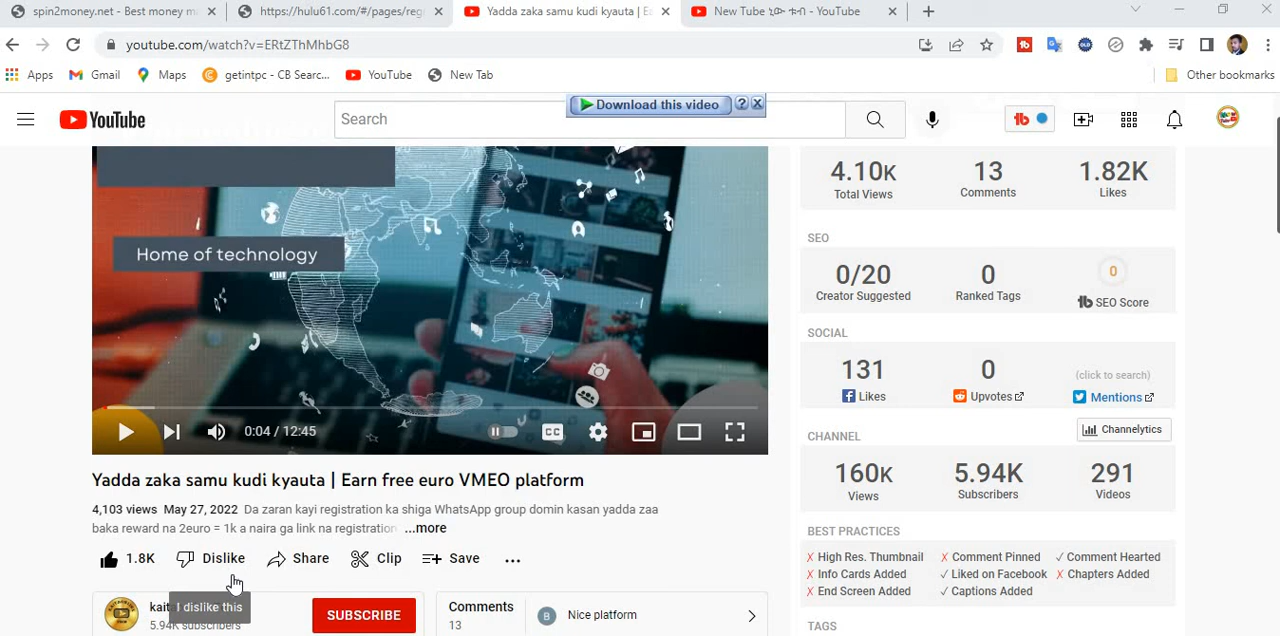 spin2money.net - Best money m
https://hulu61.com/#/pages/reg
Yadda zaka samu kudi kyauta | E
New Tube ኒው ቱብ - YouTube
youtube.com/watch?v=ERtZThMhbG8
Apps
Gmail
Maps
getintpc - CB Searc...
YouTube
New Tab
Other bookmarks
YouTube
Search
Download this video
Home of technology
0:04 / 12:45
CC
Yadda zaka samu kudi kyauta | Earn free euro VMEO platform
4,103 views May 27, 2022 Da zaran kayi registration ka shiga WhatsApp group domin kasan yadda zaa
baka reward na 2euro = 1k a naira ga link na registration ...more
1.8K
Dislike
Share
Clip
Save
I dislike this
5.94K subscribers
SUBSCRIBE
Comments
13
B
Nice platform
4.10K 13 1.82K
Total Views Comments Likes
SEO
0/20 0 0
Creator Suggested Ranked Tags tb SEO Score
SOCIAL
131 0 (click to search)
Likes Upvotes Mentions
CHANNEL
Channelytics
160K 5.94K 291
Views Subscribers Videos
BEST PRACTICES
X High Res. Thumbnail X Comment Pinned ✓ Comment Hearted
X Info Cards Added ✓ Liked on Facebook X Chapters Added
X End Screen Added ✓ Captions Added
TAGS